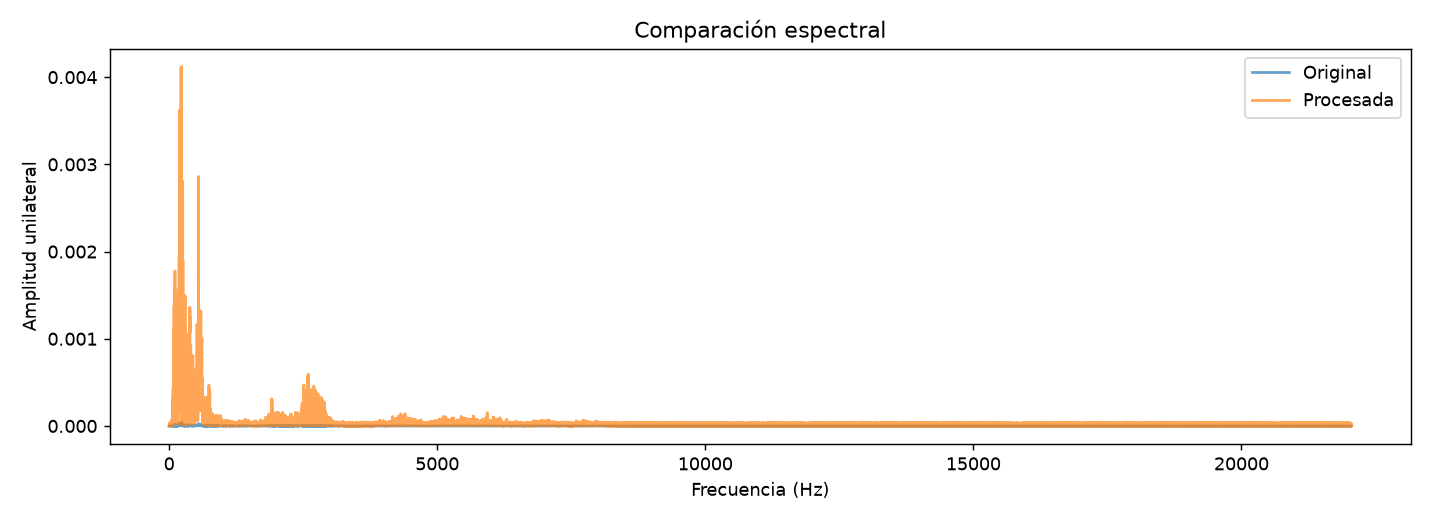 Comparación espectral
Original
Procesada
Amplitud unilateral
0.004
0.003
0.002
0.001
0.000
0 5000 10000 15000 20000
Frecuencia (Hz)